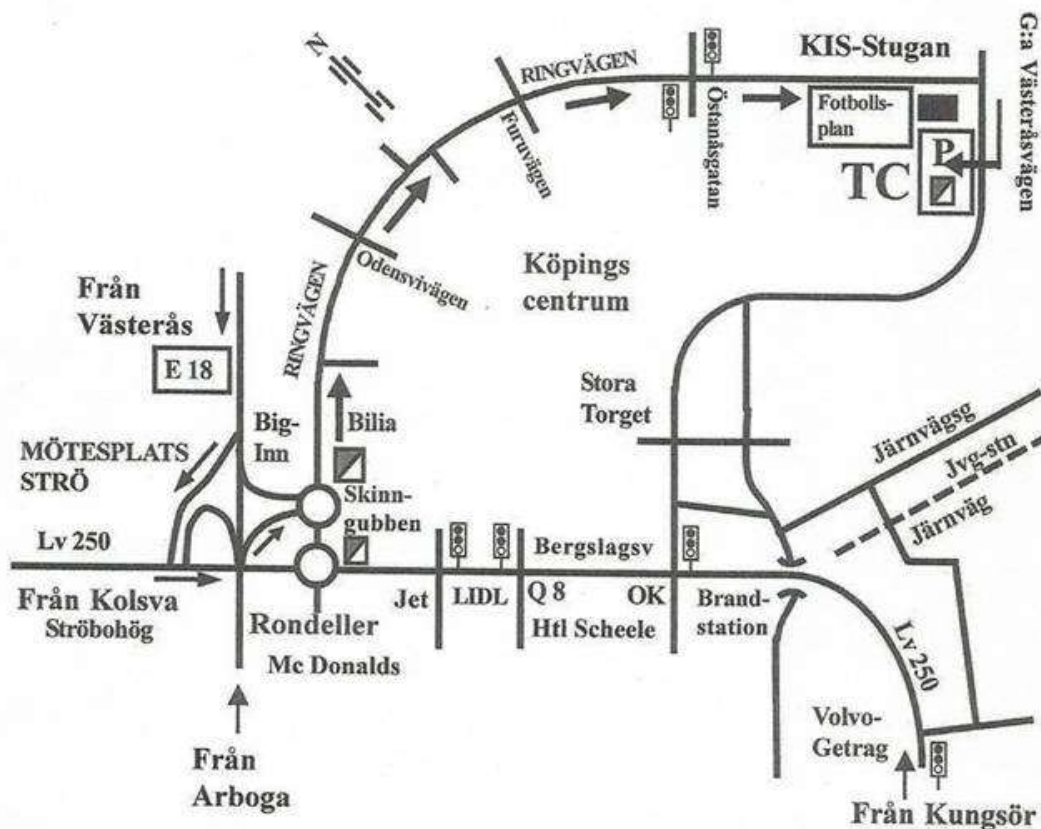 N
RINGVÄGEN
KIS-Stugan
G:a Västeråsvägen
Furuvägen
Östanåsgatan
Fotbolls-
plan
P
TC
Odensvivägen
Köpings
centrum
Från
Västerås
E 18
RINGVÄGEN
Stora
Torget
Big-
Inn
Bilia
MÖTESPLATS
STRÖ
Skinn-
gubben
Järnvägsg
Jvg-stn
Järnväg
Lv 250
Bergslagsv
Från Kolsva
Ströbohög
Jet
LIDL
Q 8
OK
Brand-
station
Rondeller
Htl Scheele
Mc Donalds
Lv 250
Volvo-
Getrag
Från
Arboga
Från Kungsör